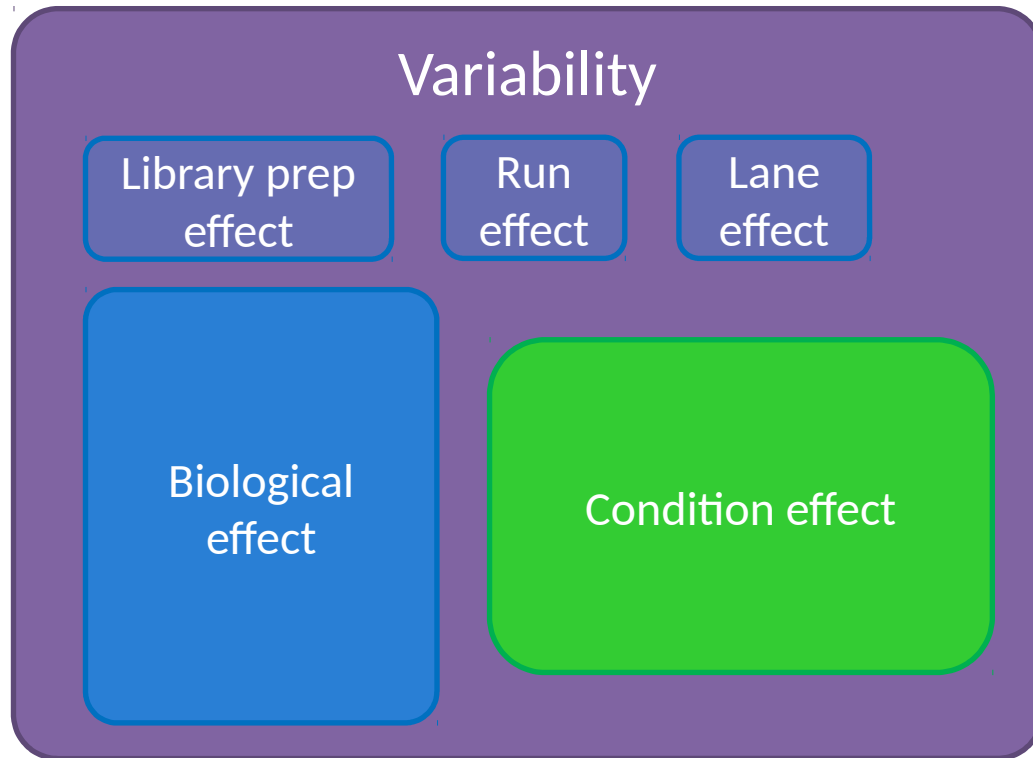 Variability
Library prep
effect
Run
effect
Lane
effect
Biological
effect
Condition effect